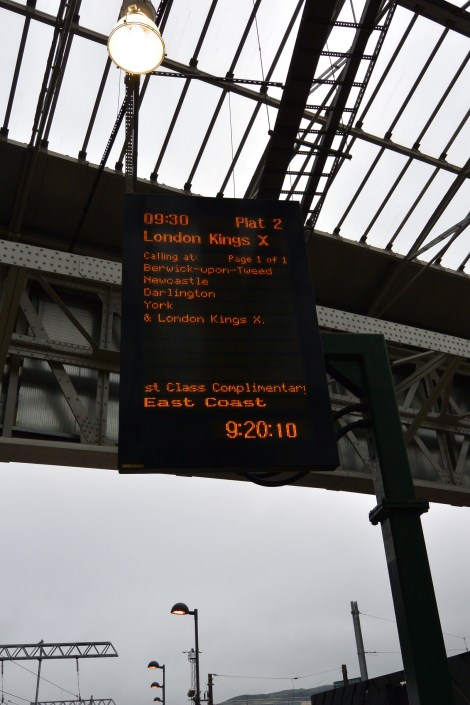 09:30 Plat 2
London Kings X
Calling at: Page 1 of 1
Berwick-upon-Tweed
Newcastle
Darlington
York
& London Kings X.
st Class Complimentary
East Coast
9:20:10